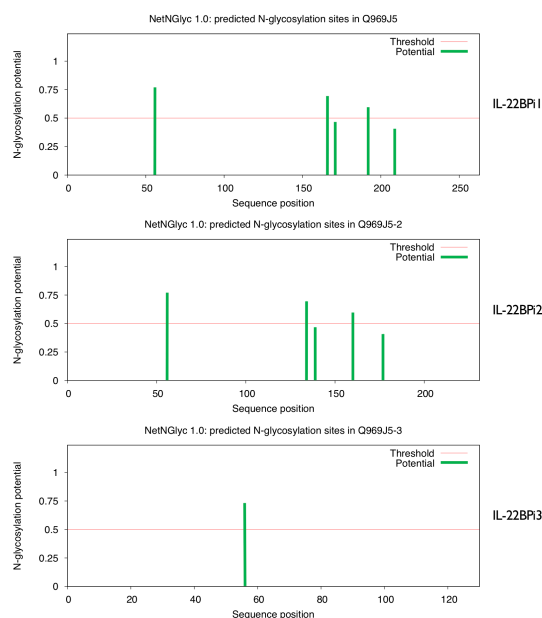 NetNGlyc 1.0: predicted N-glycosylation sites in Q969J5
Threshold
Potential
N-glycosylation potential
1
0.75
0.5
0.25
0
0 50 100 150 200 250
Sequence position
IL-22BPi1
NetNGlyc 1.0: predicted N-glycosylation sites in Q969J5-2
Threshold
Potential
N-glycosylation potential
1
0.75
0.5
0.25
0
0 50 100 150 200
Sequence position
IL-22BPi2
NetNGlyc 1.0: predicted N-glycosylation sites in Q969J5-3
Threshold
Potential
N-glycosylation potential
1
0.75
0.5
0.25
0
0 20 40 60 80 100 120
Sequence position
IL-22BPi3